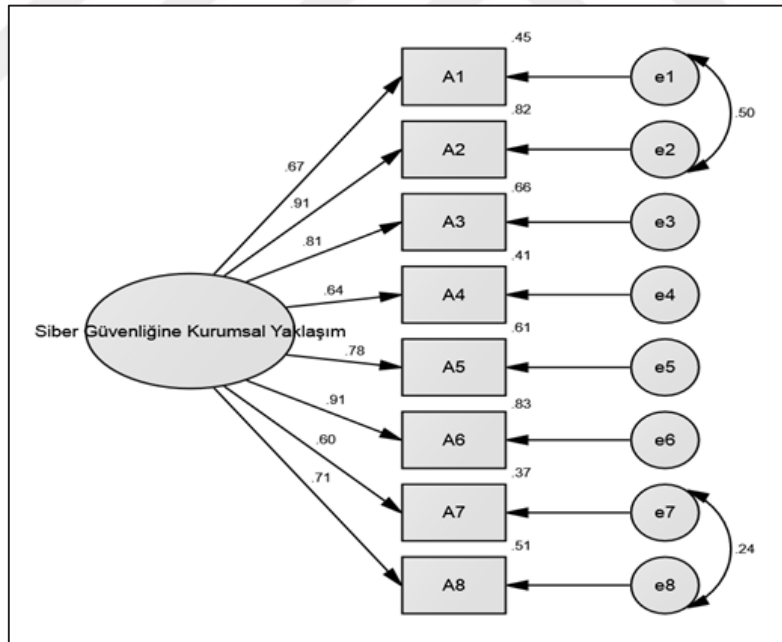 .45
A1
e1
.50
.67
.82
A2
e2
.91
.66
A3
e3
.81
.41
A4
e4
.64
Siber Güvenliğine Kurumsal Yaklaşım
.61
A5
e5
.78
.83
A6
e6
.91
.37
A7
e7
.60
.24
.51
A8
e8
.71